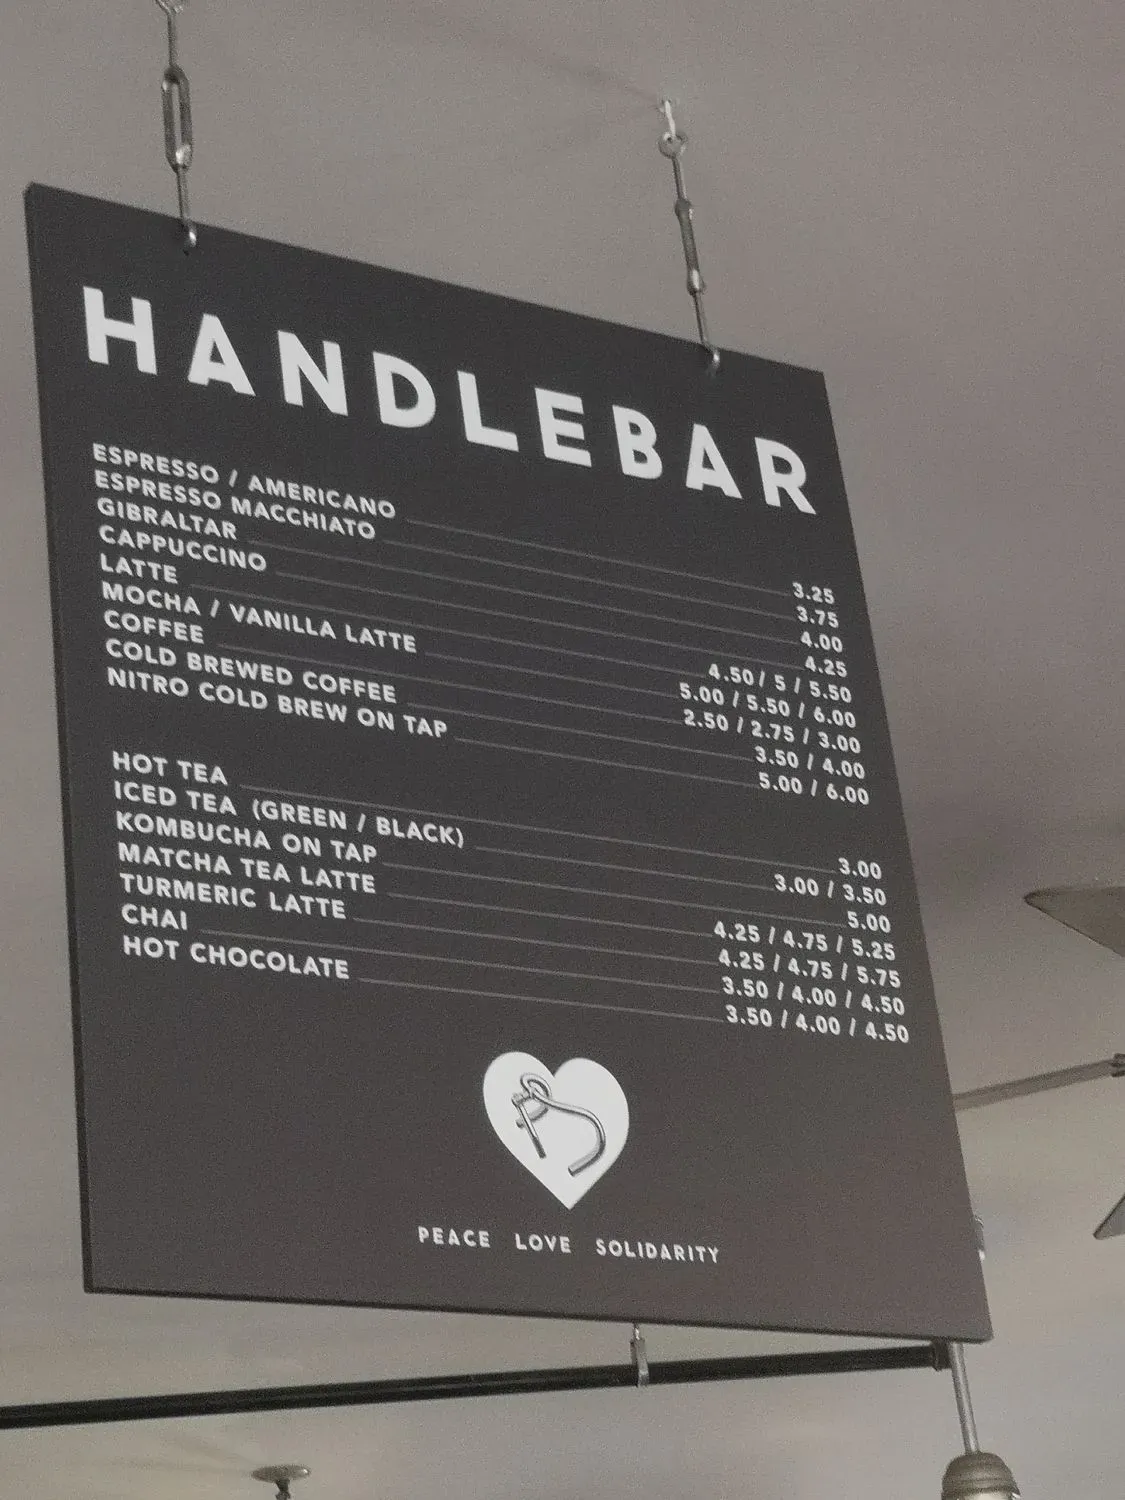 HANDLEBAR
ESPRESSO / AMERICANO 3.25
ESPRESSO MACCHIATO 3.75
GIBRALTAR 4.00
CAPPUCCINO 4.25
LATTE 4.50 / 5 / 5.50
MOCHA / VANILLA LATTE 5.00 / 5.50 / 6.00
COFFEE 2.50 / 2.75 / 3.00
COLD BREWED COFFEE 3.50 / 4.00
NITRO COLD BREW ON TAP 5.00 / 6.00
HOT TEA 3.00
ICED TEA (GREEN / BLACK) 3.00 / 3.50
KOMBUCHA ON TAP 5.00
MATCHA TEA LATTE 4.25 / 4.75 / 5.25
TURMERIC LATTE 4.25 / 4.75 / 5.75
CHAI 3.50 / 4.00 / 4.50
HOT CHOCOLATE 3.50 / 4.00 / 4.50
PEACE LOVE SOLIDARITY